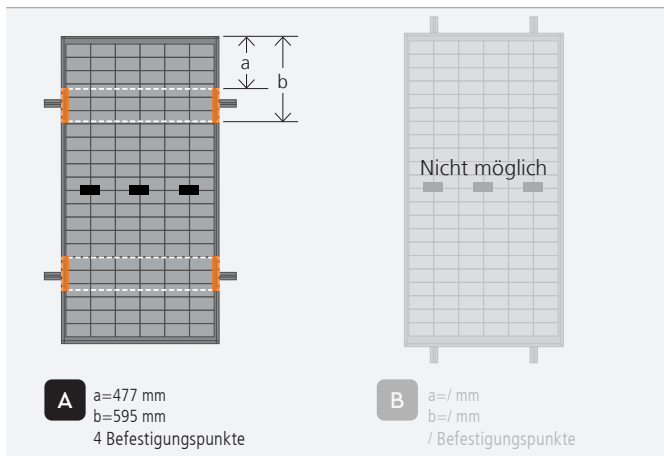 a
b
Nicht möglich
A
a=477 mm
b=595 mm
4 Befestigungspunkte
B
a=/ mm
b=/ mm
/ Befestigungspunkte